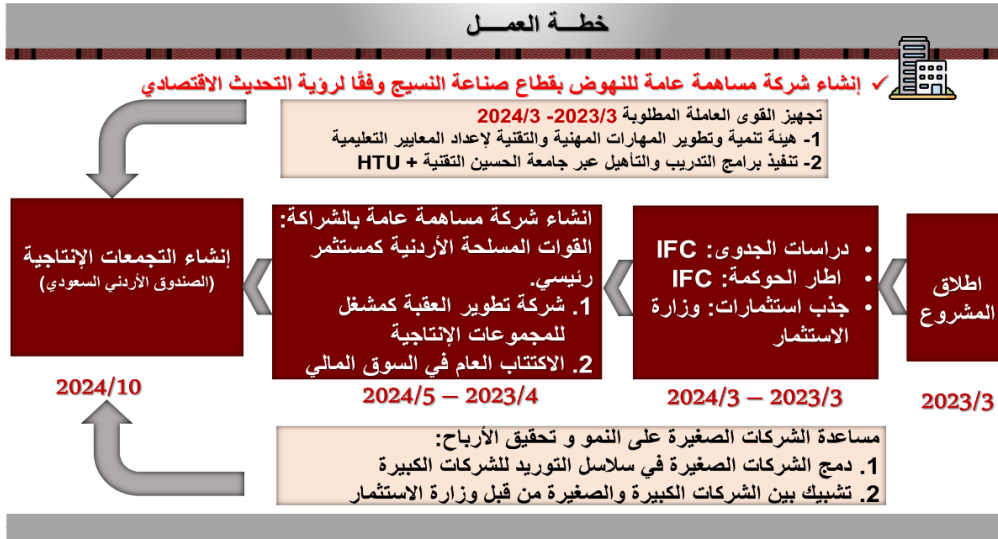 خطـــة العمــــل
✓ إنشاء شركة مساهمة عامة للنهوض بقطاع صناعة النسيج وفقًا لرؤية التحديث الاقتصادي
تجهيز القوى العاملة المطلوبة 2023/3- 2024/3
1- هيئة تنمية وتطوير المهارات المهنية والتقنية لإعداد المعايير التعليمية
2- تنفيذ برامج التدريب والتأهيل عبر جامعة الحسين التقنية + HTU
اطلاق
المشروع
2023/3
• دراسات الجدوى: IFC
• اطار الحوكمة: IFC
• جذب استثمارات: وزارة
الاستثمار
2023/3 – 2024/3
انشاء شركة مساهمة عامة بالشراكة:
القوات المسلحة الأردنية كمستثمر
رئيسي.
1. شركة تطوير العقبة كمشغل
للمجموعات الإنتاجية
2. الاكتتاب العام في السوق المالي
2023/4 – 2024/5
إنشاء التجمعات الإنتاجية
(الصندوق الأردني السعودي)
2024/10
مساعدة الشركات الصغيرة على النمو و تحقيق الأرباح:
1. دمج الشركات الصغيرة في سلاسل التوريد للشركات الكبيرة
2. تشبيك بين الشركات الكبيرة والصغيرة من قبل وزارة الاستثمار